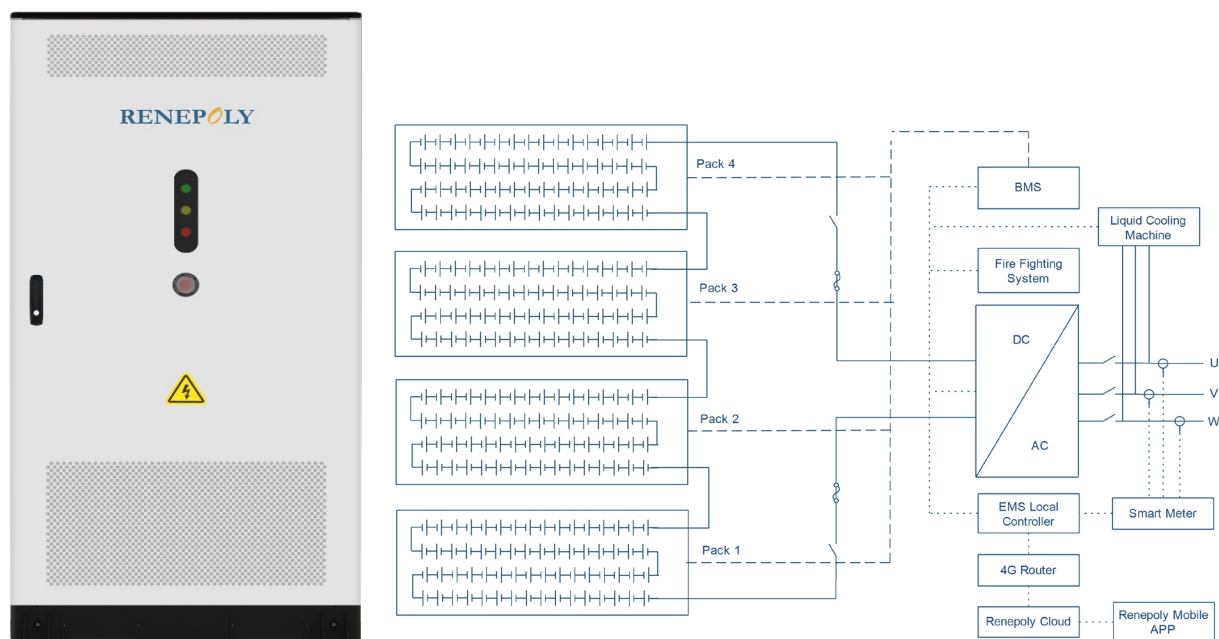 RENEPOLY
Pack 4
Pack 3
Pack 2
Pack 1
BMS
Liquid Cooling
Machine
Fire Fighting
System
DC
AC
U
V
W
EMS Local
Controller
Smart Meter
4G Router
Renepoly Cloud
Renepoly Mobile
APP